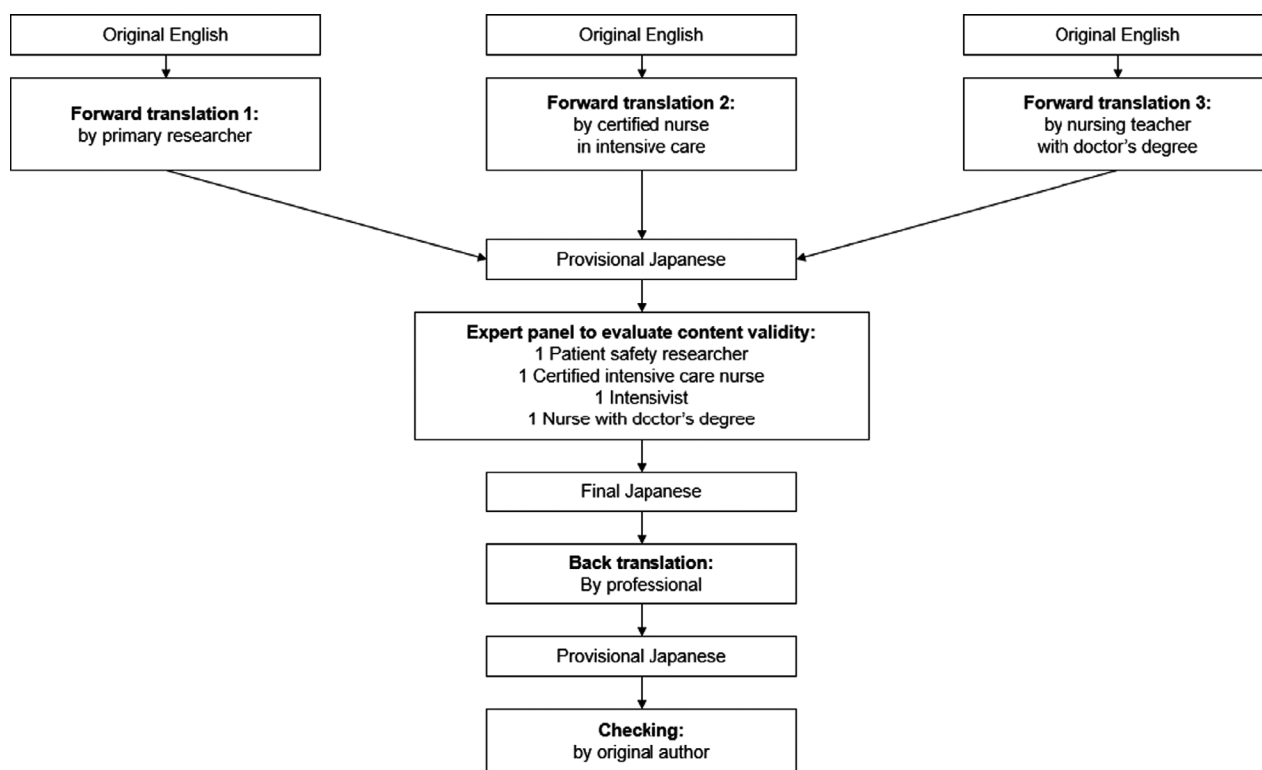 Original English
Original English
Original English
Forward translation 1:
by primary researcher
Forward translation 2:
by certified nurse
in intensive care
Forward translation 3:
by nursing teacher
with doctor's degree
Provisional Japanese
Expert panel to evaluate content validity:
1 Patient safety researcher
1 Certified intensive care nurse
1 Intensivist
1 Nurse with doctor's degree
Final Japanese
Back translation:
By professional
Provisional Japanese
Checking:
by original author